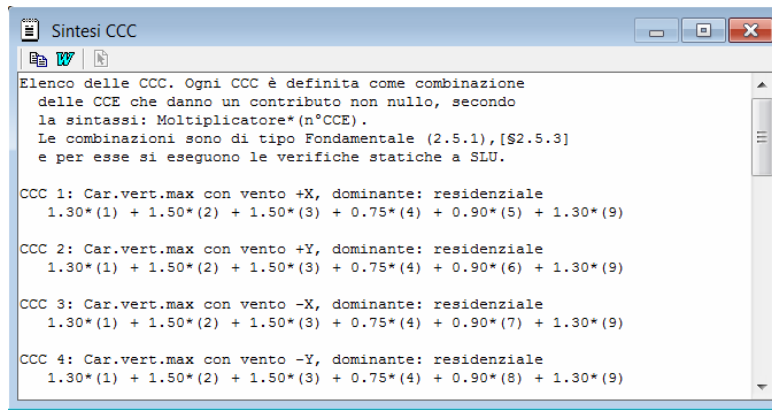 Sintesi CCC
W
Elenco delle CCC. Ogni CCC è definita come combinazione
delle CCE che danno un contributo non nullo, secondo
la sintassi: Moltiplicatore*(n°CCE).
Le combinazioni sono di tipo Fondamentale (2.5.1),[§2.5.3]
e per esse si eseguono le verifiche statiche a SLU.
CCC 1: Car.vert.max con vento +X, dominante: residenziale
1.30*(1) + 1.50*(2) + 1.50*(3) + 0.75*(4) + 0.90*(5) + 1.30*(9)
CCC 2: Car.vert.max con vento +Y, dominante: residenziale
1.30*(1) + 1.50*(2) + 1.50*(3) + 0.75*(4) + 0.90*(6) + 1.30*(9)
CCC 3: Car.vert.max con vento -X, dominante: residenziale
1.30*(1) + 1.50*(2) + 1.50*(3) + 0.75*(4) + 0.90*(7) + 1.30*(9)
CCC 4: Car.vert.max con vento -Y, dominante: residenziale
1.30*(1) + 1.50*(2) + 1.50*(3) + 0.75*(4) + 0.90*(8) + 1.30*(9)